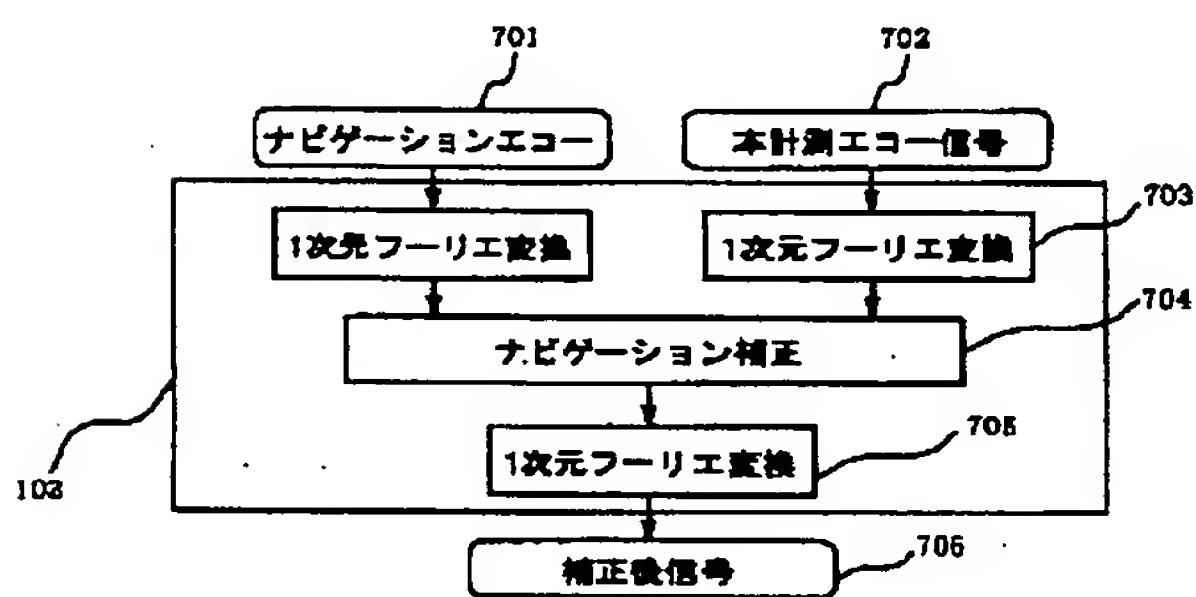 701
702
ナビゲーションエコー
本計測エコー信号
1次元フーリエ変換
1次元フーリエ変換
703
704
ナビゲーション補正
705
1次元フーリエ変換
補正後信号
706